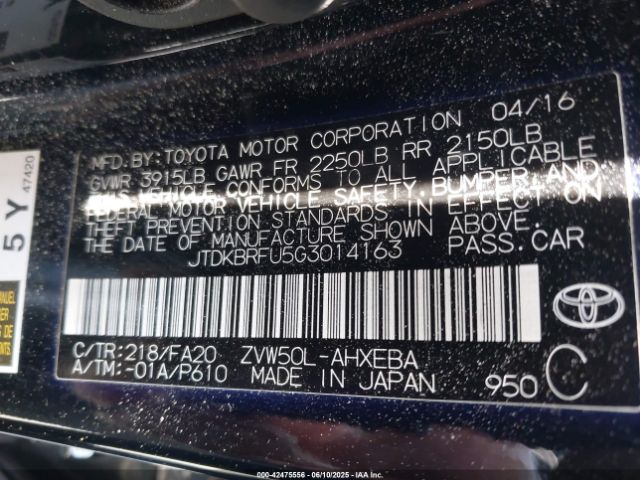 MFD.BY:TOYOTA MOTOR CORPORATION 04/16
GVWR 3915LB GAWR FR 2250LB RR 2150LB
THIS VEHICLE CONFORMS TO ALL APPLICABLE
FEDERAL MOTOR VEHICLE SAFETY,BUMPER,AND
THEFT PREVENTION STANDARDS IN EFFECT ON
THE DATE OF MANUFACTURE SHOWN ABOVE.
JTDKBRFU5G3014163 PASS.CAR
C/TR:218/FA20 ZVW50L-AHXEBA
A/TM:-01A/P610 MADE IN JAPAN 950 C
5Y
47420
000-42475556 - 06/10/2025 - IAA Inc.